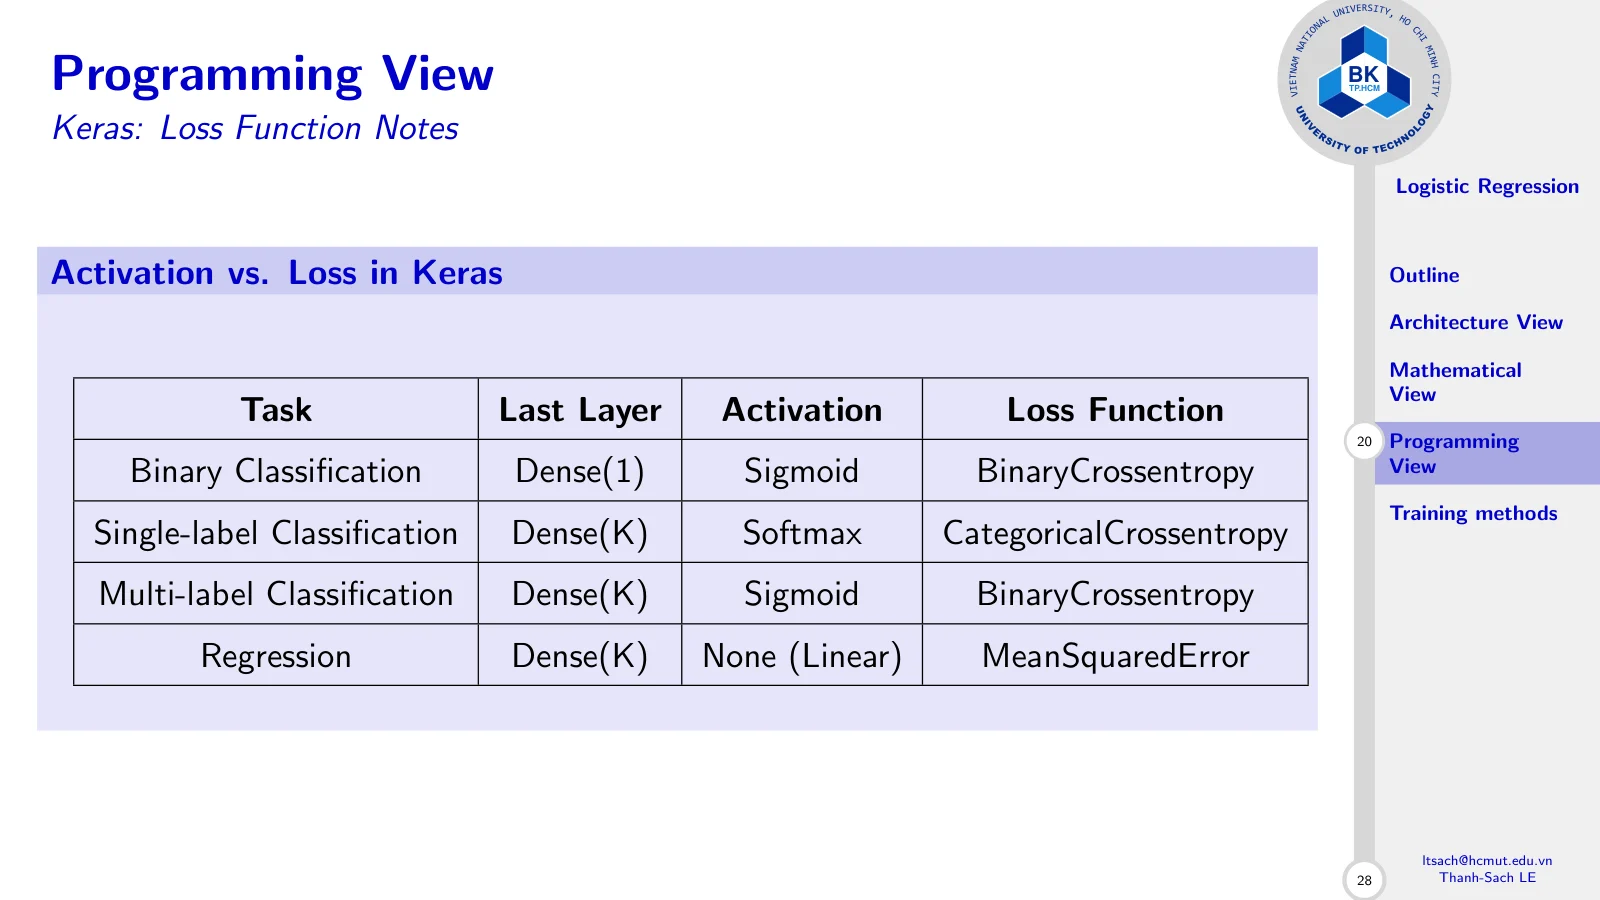 Programming View
Keras: Loss Function Notes
Activation vs. Loss in Keras
Task Last Layer Activation Loss Function
Binary Classification Dense(1) Sigmoid BinaryCrossentropy
Single-label Classification Dense(K) Softmax CategoricalCrossentropy
Multi-label Classification Dense(K) Sigmoid BinaryCrossentropy
Regression Dense(K) None (Linear) MeanSquaredError
VIETNAM NATIONAL UNIVERSITY, HO CHI MINH CITY
BK
TP.HCM
UNIVERSITY OF TECHNOLOGY
Logistic Regression
Outline
Architecture View
Mathematical
View
20
Programming
View
Training methods
ltsach@hcmut.edu.vn
Thanh-Sach LE
28